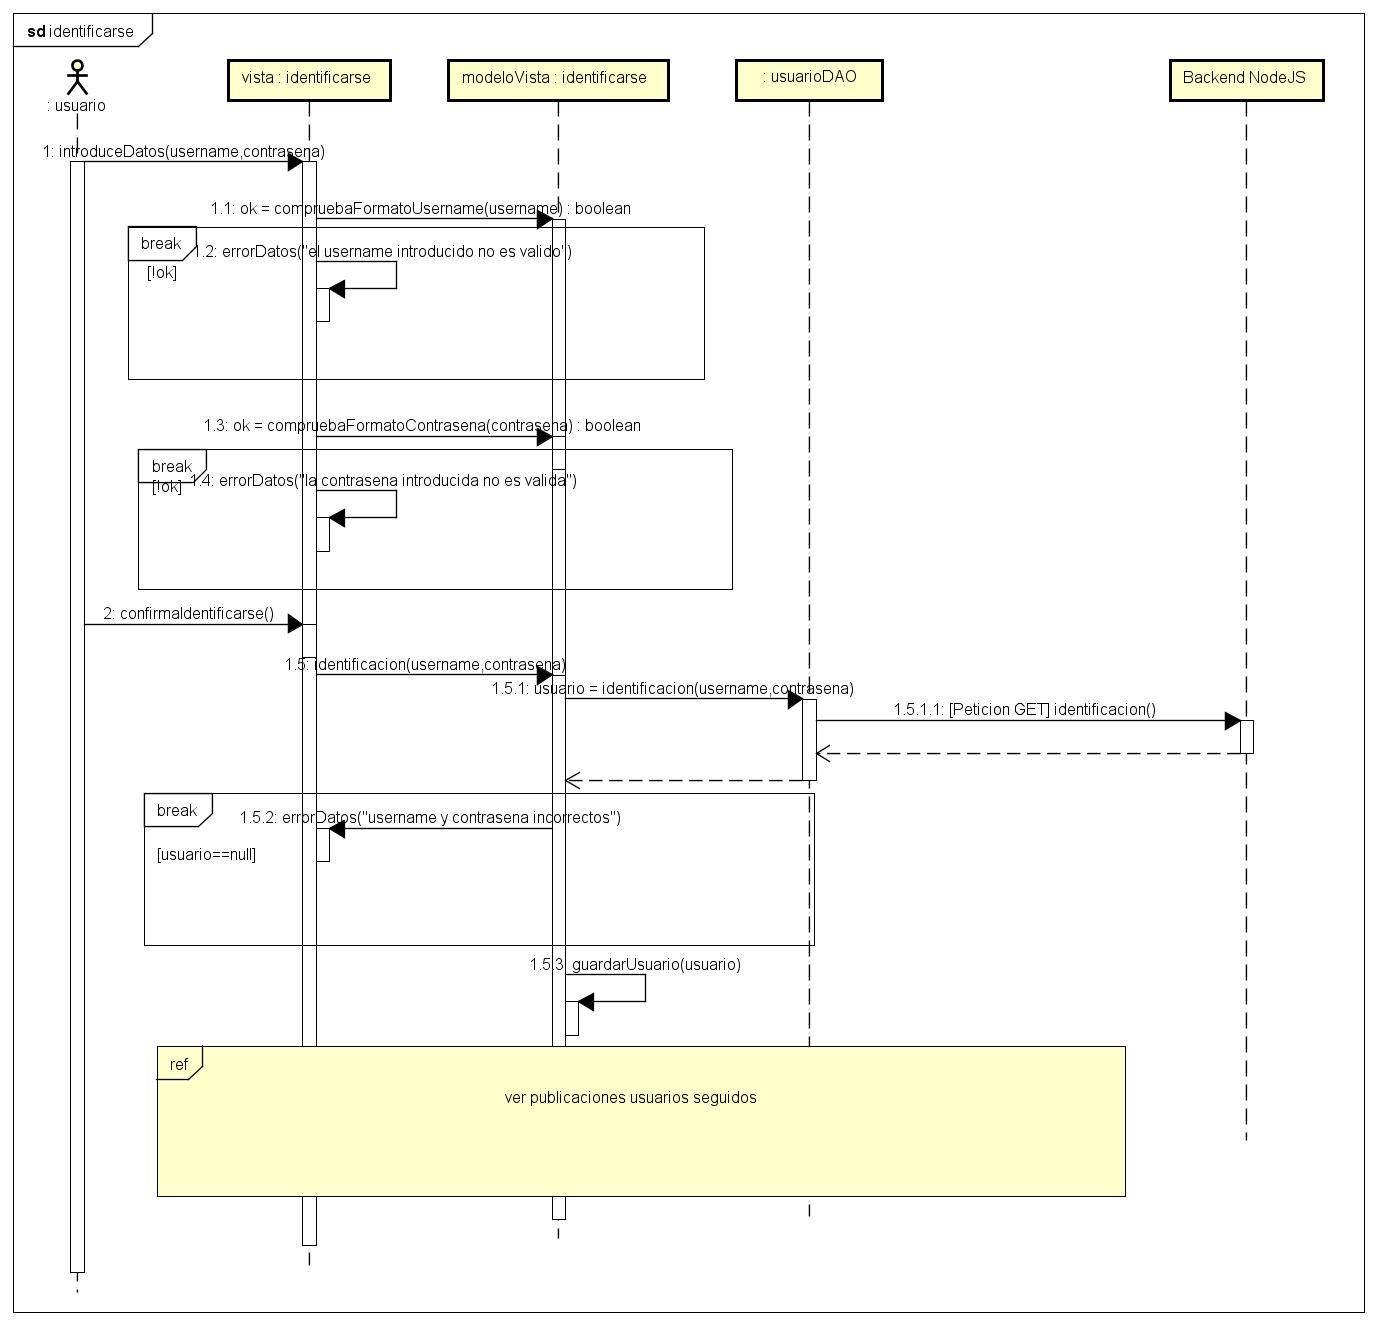 sd identificarse
: usuario
vista : identificarse
modeloVista : identificarse
: usuarioDAO
Backend NodeJS
1: introduceDatos(username,contrasena)
1.1: ok = compruebaFormatoUsername(username) : boolean
break
1.2: errorDatos("el username introducido no es valido")
[!ok]
1.3: ok = compruebaFormatoContrasena(contrasena) : boolean
break
1.4: errorDatos("la contrasena introducida no es valida")
[!ok]
2: confirmaIdentificarse()
1.5: identificacion(username,contrasena)
1.5.1: usuario = identificacion(username,contrasena)
1.5.1.1: [Peticion GET] identificacion()
break
1.5.2: errorDatos("username y contrasena incorrectos")
[usuario==null]
1.5.3: guardarUsuario(usuario)
ref
ver publicaciones usuarios seguidos